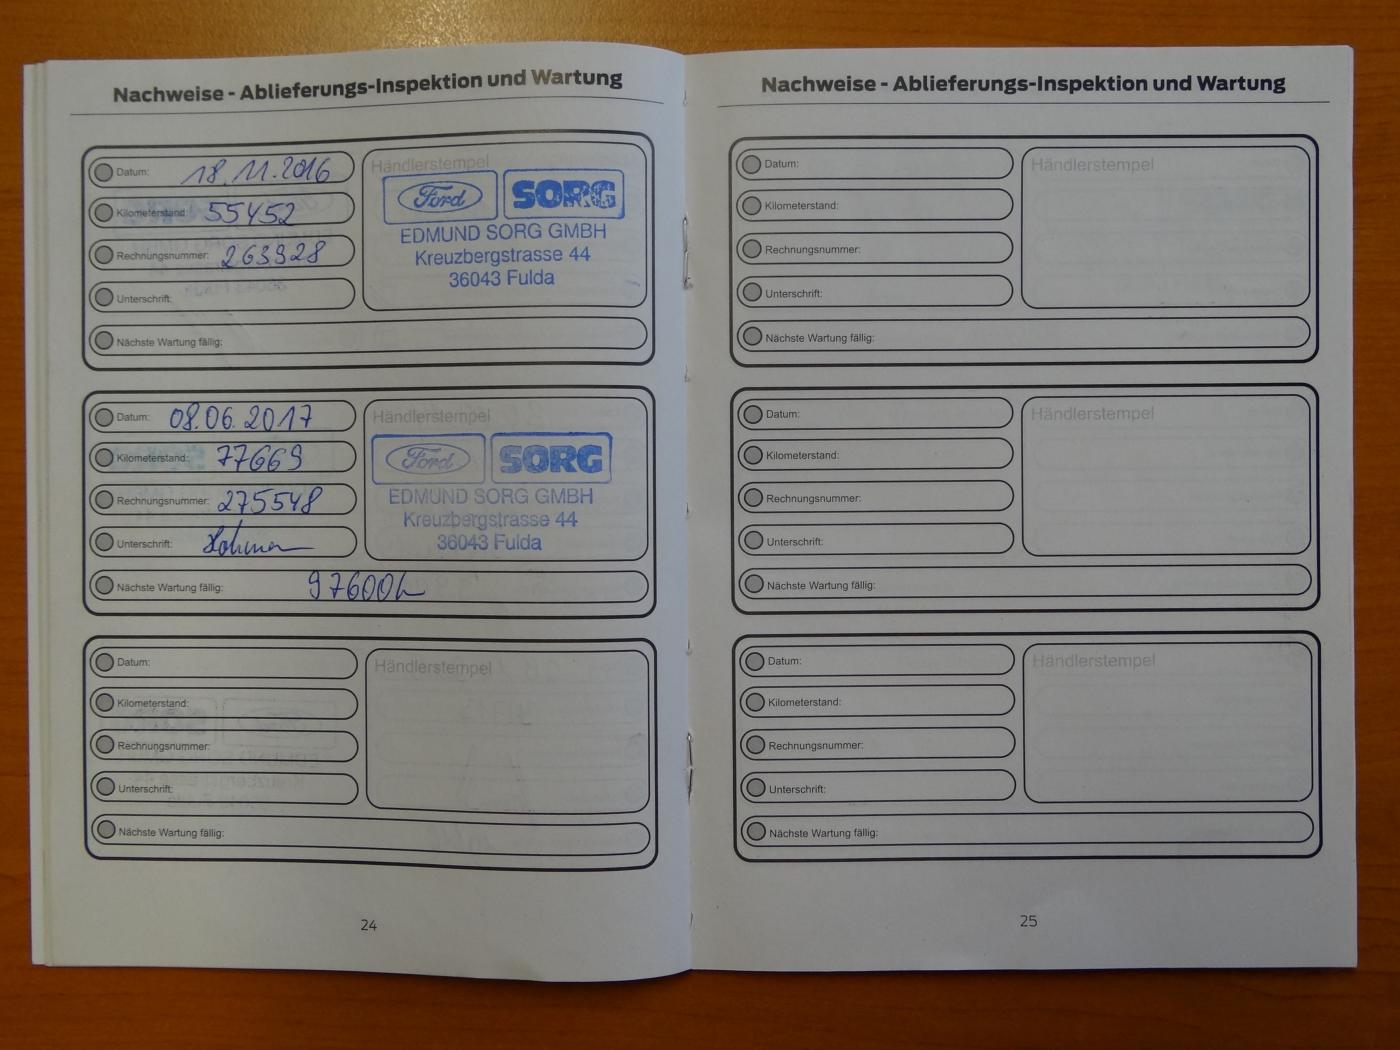 Nachweise - Ablieferungs-Inspektion und Wartung
Datum: 18.11.2016
Kilometerstand: 55452
Rechnungsnummer: 263928
Unterschrift:
Nächste Wartung fällig:
Händlerstempel
Ford SORG
EDMUND SORG GMBH
Kreuzbergstrasse 44
36043 Fulda
Datum: 08.06.2017
Kilometerstand: 77669
Rechnungsnummer: 275548
Unterschrift:
Nächste Wartung fällig: 97600
Händlerstempel
Ford SORG
EDMUND SORG GMBH
Kreuzbergstrasse 44
36043 Fulda
Datum:
Kilometerstand:
Rechnungsnummer:
Unterschrift:
Nächste Wartung fällig:
Händlerstempel
24
Nachweise - Ablieferungs-Inspektion und Wartung
Datum:
Kilometerstand:
Rechnungsnummer:
Unterschrift:
Nächste Wartung fällig:
Händlerstempel
Datum:
Kilometerstand:
Rechnungsnummer:
Unterschrift:
Nächste Wartung fällig:
Händlerstempel
Datum:
Kilometerstand:
Rechnungsnummer:
Unterschrift:
Nächste Wartung fällig:
Händlerstempel
25